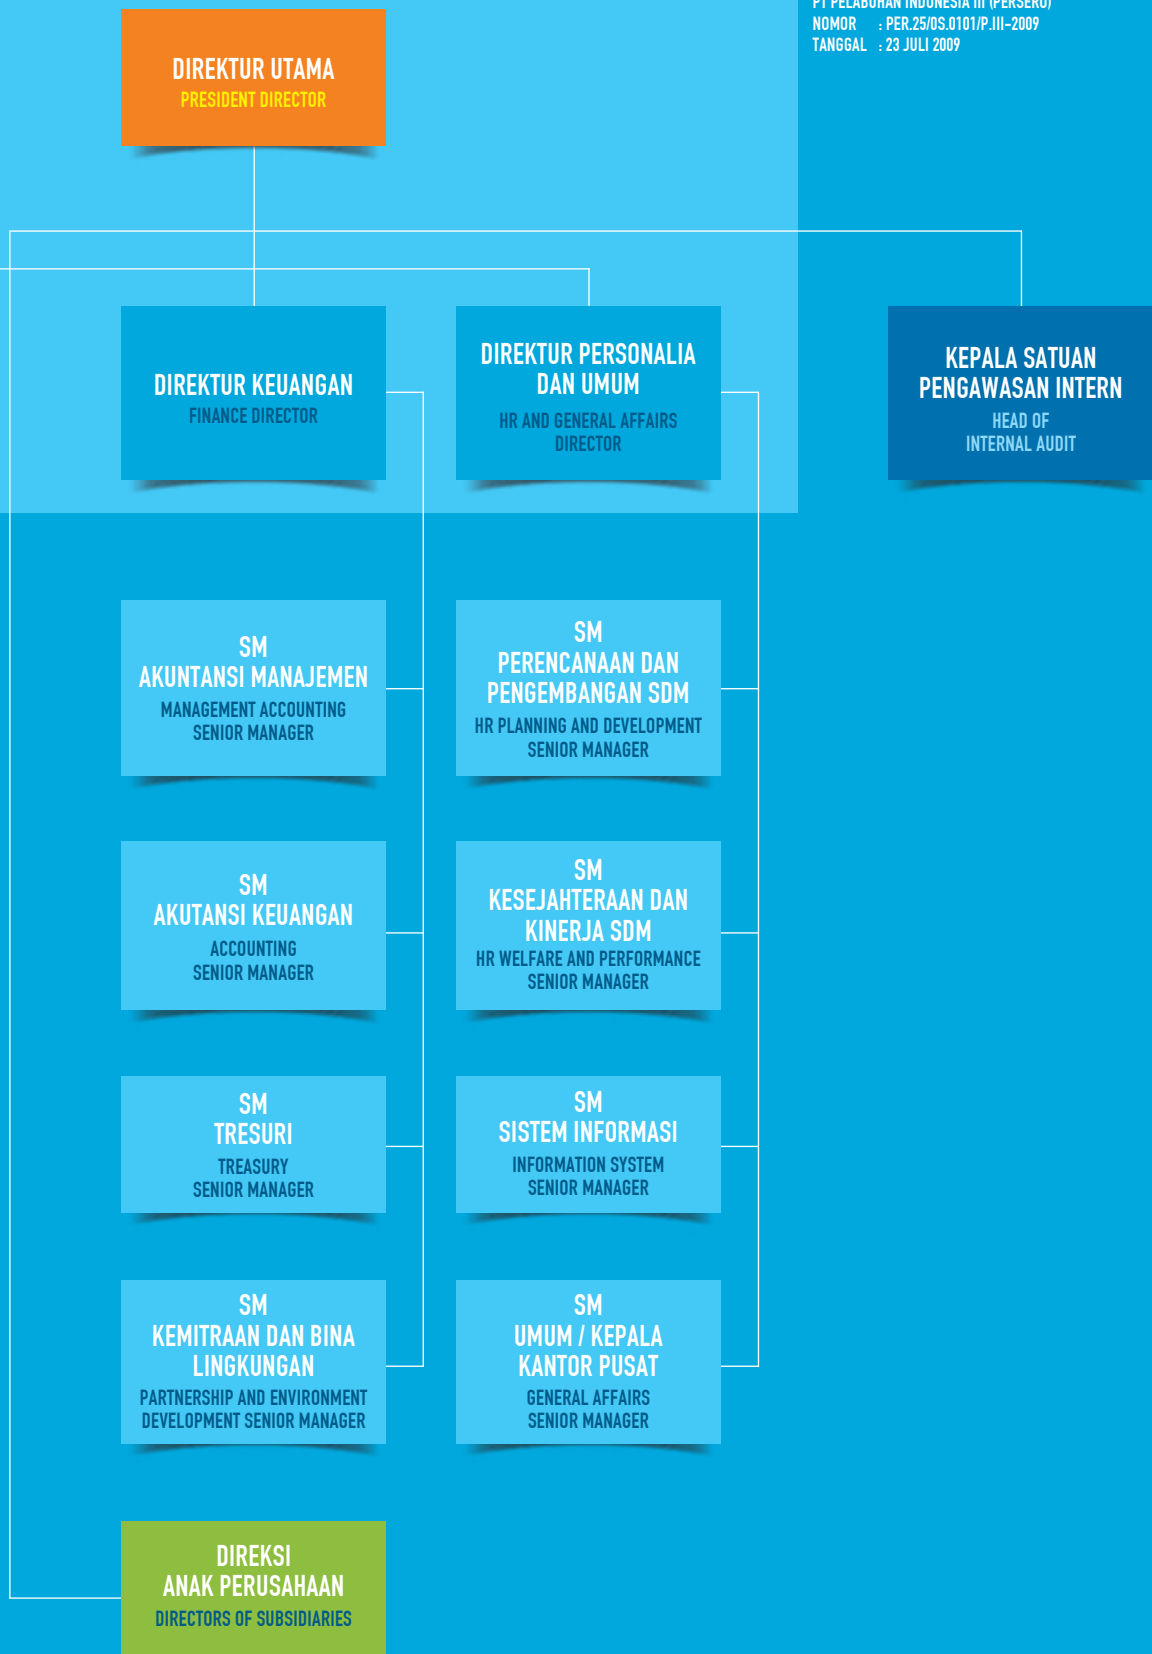 PT PELABUHAN INDONESIA III (PERSERO)
NOMOR : PER.25/OS.0101/P.III-2009
TANGGAL : 23 JULI 2009
DIREKTUR UTAMA
PRESIDENT DIRECTOR
DIREKTUR KEUANGAN
FINANCE DIRECTOR
DIREKTUR PERSONALIA
DAN UMUM
HR AND GENERAL AFFAIRS
DIRECTOR
KEPALA SATUAN
PENGAWASAN INTERN
HEAD OF
INTERNAL AUDIT
SM
AKUNTANSI MANAJEMEN
MANAGEMENT ACCOUNTING
SENIOR MANAGER
SM
PERENCANAAN DAN
PENGEMBANGAN SDM
HR PLANNING AND DEVELOPMENT
SENIOR MANAGER
SM
AKUTANSI KEUANGAN
ACCOUNTING
SENIOR MANAGER
SM
KESEJAHTERAAN DAN
KINERJA SDM
HR WELFARE AND PERFORMANCE
SENIOR MANAGER
SM
TRESURI
TREASURY
SENIOR MANAGER
SM
SISTEM INFORMASI
INFORMATION SYSTEM
SENIOR MANAGER
SM
KEMITRAAN DAN BINA
LINGKUNGAN
PARTNERSHIP AND ENVIRONMENT
DEVELOPMENT SENIOR MANAGER
SM
UMUM / KEPALA
KANTOR PUSAT
GENERAL AFFAIRS
SENIOR MANAGER
DIREKSI
ANAK PERUSAHAAN
DIRECTORS OF SUBSIDIARIES